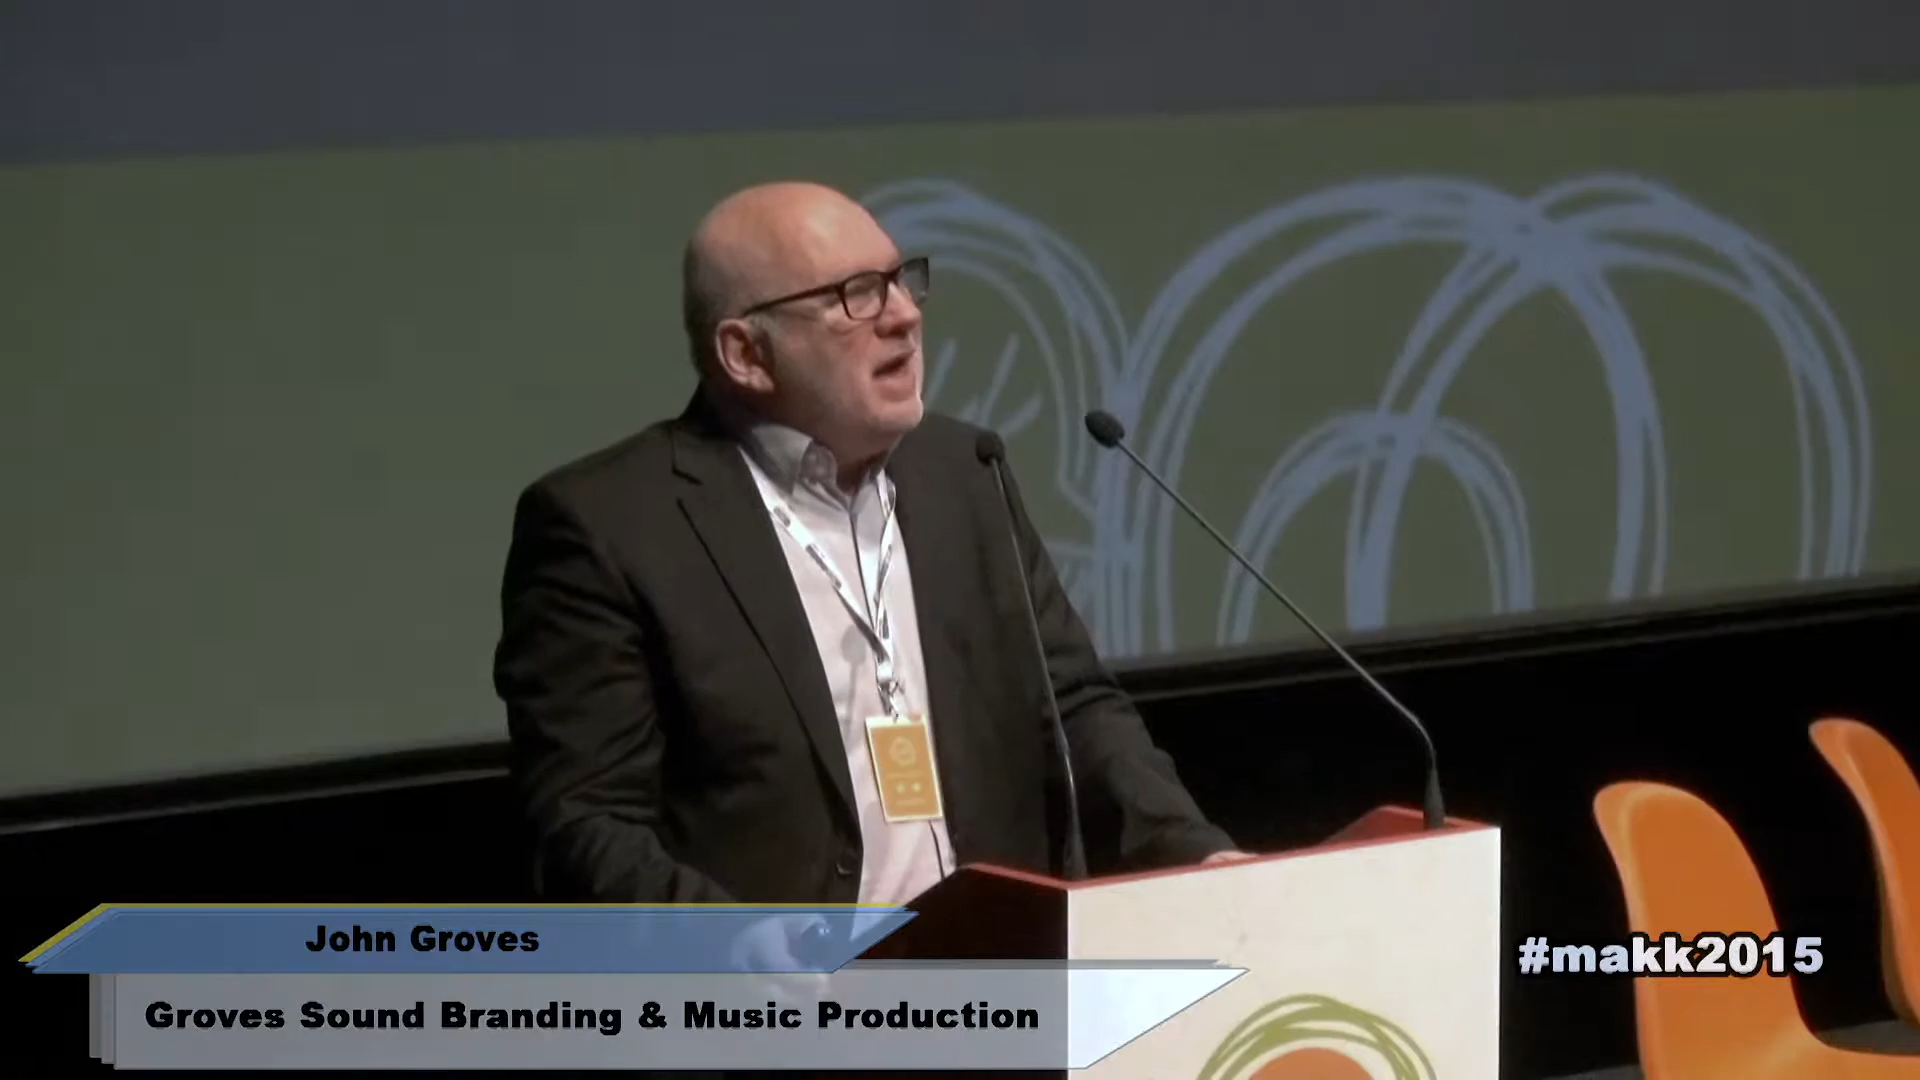 John Groves
#makk2015
Groves Sound Branding & Music Production